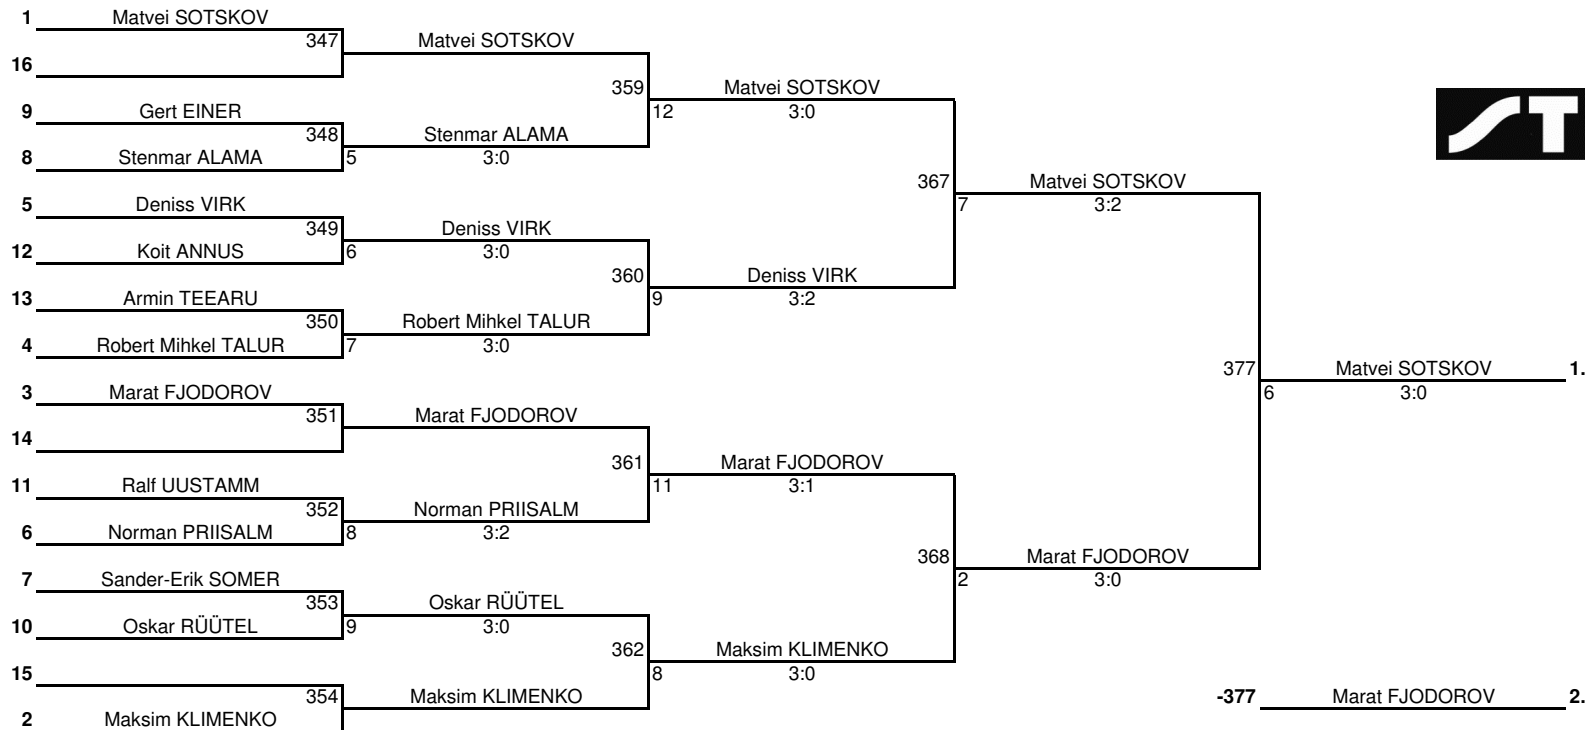 1 Matvei SOTSKOV
347 Matvei SOTSKOV
16
359 Matvei SOTSKOV
9 Gert EINER
12 3:0
348 Stenmar ALAMA
8 Stenmar ALAMA 5 3:0
ST
367 Matvei SOTSKOV
5 Deniss VIRK
7 3:2
349 Deniss VIRK
12 Koit ANNUS 6 3:0
360 Deniss VIRK
13 Armin TEEARU
9 3:2
350 Robert Mihkel TALUR
4 Robert Mihkel TALUR 7 3:0
377 Matvei SOTSKOV 1.
3 Marat FJODOROV
6 3:0
351 Marat FJODOROV
14
361 Marat FJODOROV
11 Ralf UUSTAMM
11 3:1
352 Norman PRIISALM
6 Norman PRIISALM 8 3:2
368 Marat FJODOROV
7 Sander-Erik SOMER
2 3:0
353 Oskar RÜÜTEL
10 Oskar RÜÜTEL 9 3:0
362 Maksim KLIMENKO
15
8 3:0
354 Maksim KLIMENKO
-377 Marat FJODOROV 2.
2 Maksim KLIMENKO